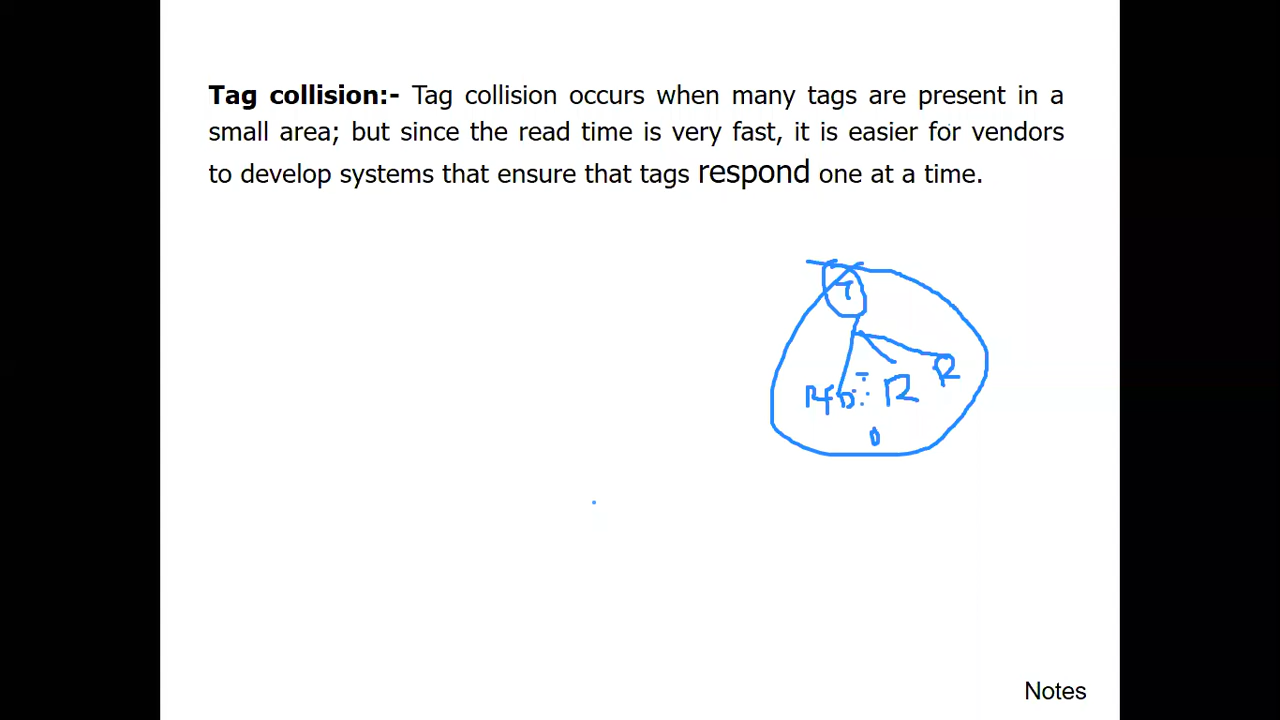 Tag collision:- Tag collision occurs when many tags are present in a
small area; but since the read time is very fast, it is easier for vendors
to develop systems that ensure that tags respond one at a time.
T
R
R
Notes